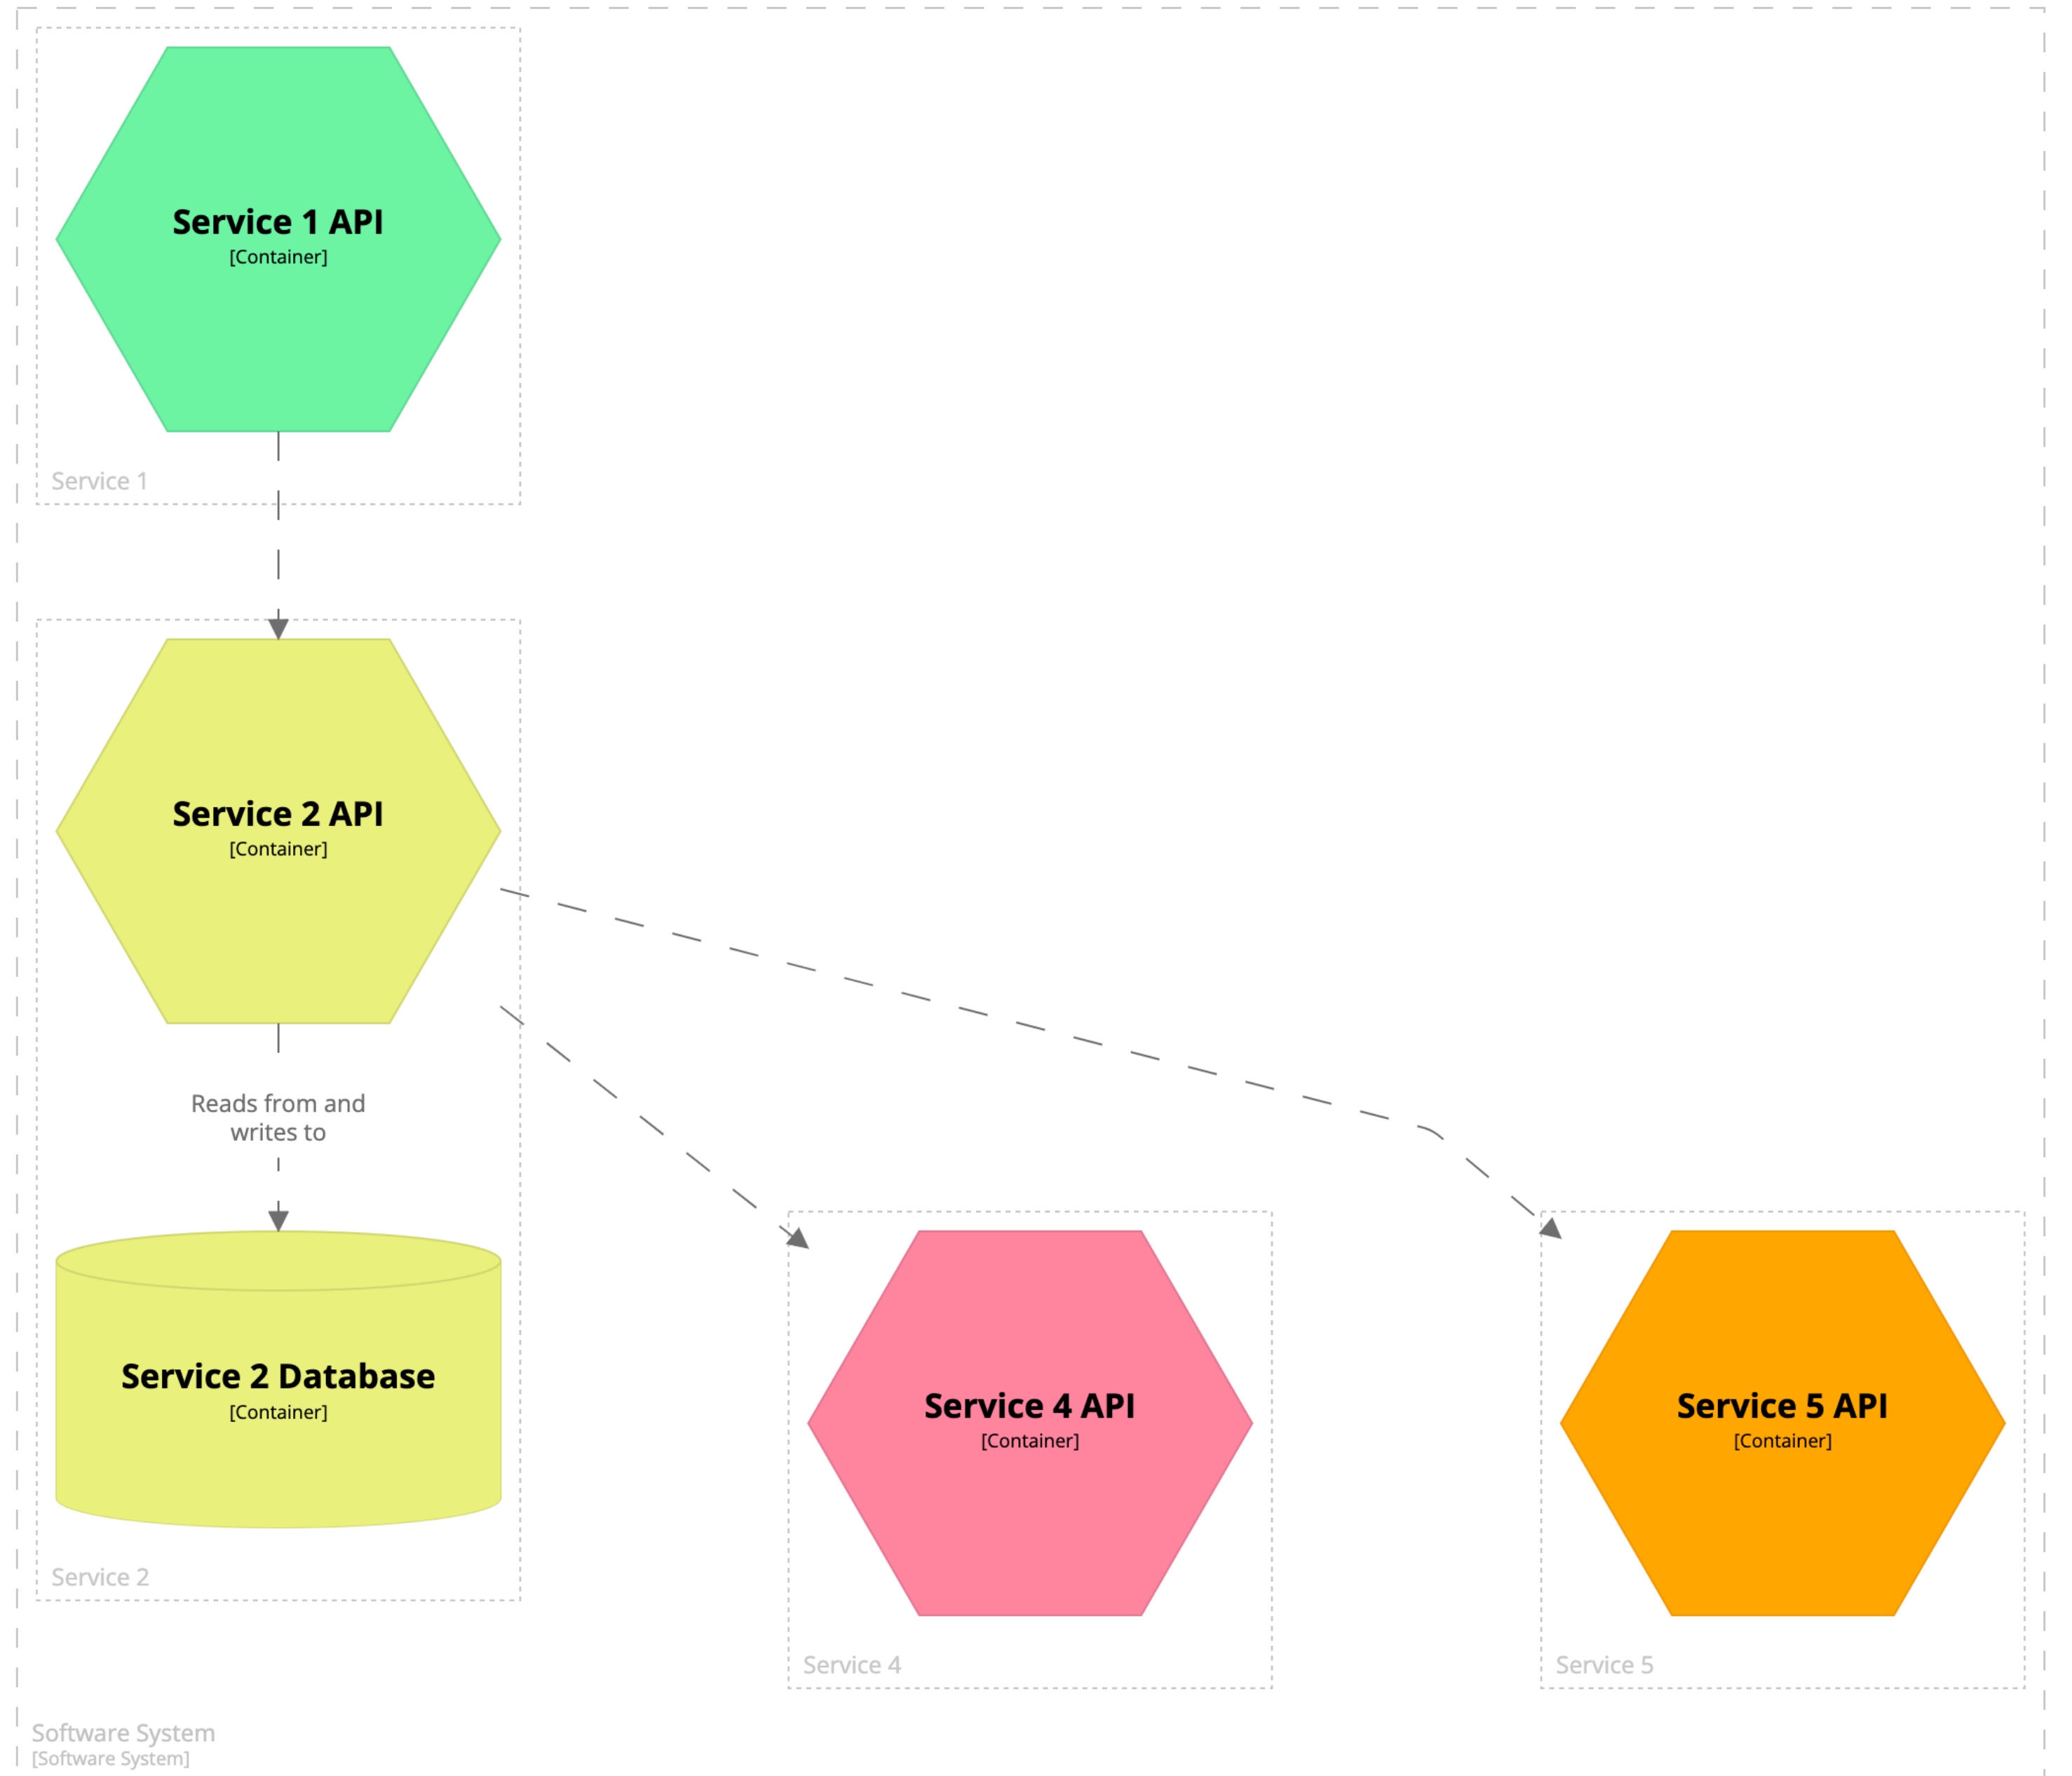 Service 1 API
[Container]
Service 1
Service 2 API
[Container]
Reads from and
writes to
Service 2 Database
[Container]
Service 2
Service 4 API
[Container]
Service 4
Service 5 API
[Container]
Service 5
Software System
[Software System]